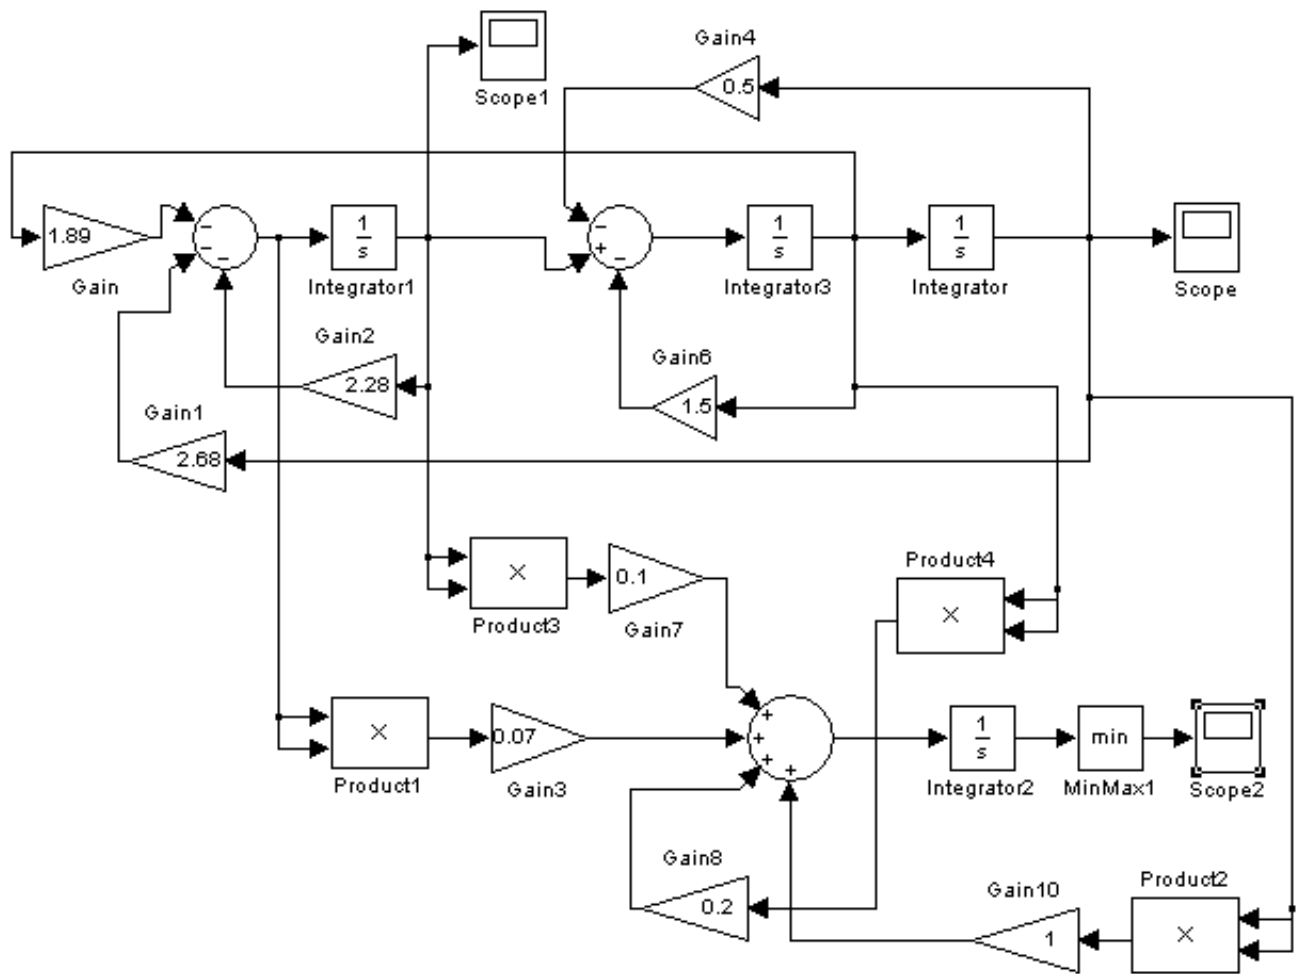 Gain4
0.5
Scope1
1.89
Gain
−
−
−
1
s
Integrator1
−
+
−
1
s
Integrator3
1
s
Integrator
Scope
Gain2
2.28
Gain6
1.5
Gain1
2.68
×
Product3
0.1
Gain7
Product4
×
×
Product1
0.07
Gain3
+
+
+
+
1
s
Integrator2
min
MinMax1
Scope2
Gain8
0.2
Gain10
1
Product2
×